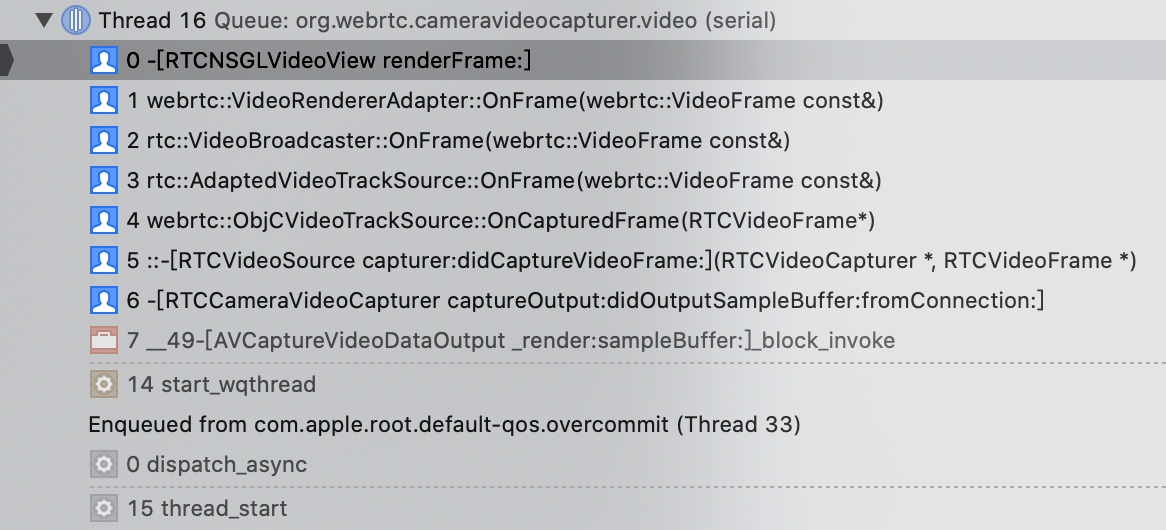 Thread 16 Queue: org.webrtc.cameravideocapturer.video (serial)
0 -[RTCNSGLVideoView renderFrame:]
1 webrtc::VideoRendererAdapter::OnFrame(webrtc::VideoFrame const&)
2 rtc::VideoBroadcaster::OnFrame(webrtc::VideoFrame const&)
3 rtc::AdaptedVideoTrackSource::OnFrame(webrtc::VideoFrame const&)
4 webrtc::ObjCVideoTrackSource::OnCapturedFrame(RTCVideoFrame*)
5 ::-[RTCVideoSource capturer:didCaptureVideoFrame:](RTCVideoCapturer *, RTCVideoFrame *)
6 -[RTCCameraVideoCapturer captureOutput:didOutputSampleBuffer:fromConnection:]
7 __49-[AVCaptureVideoDataOutput _render:sampleBuffer:]_block_invoke
14 start_wqthread
Enqueued from com.apple.root.default-qos.overcommit (Thread 33)
0 dispatch_async
15 thread_start